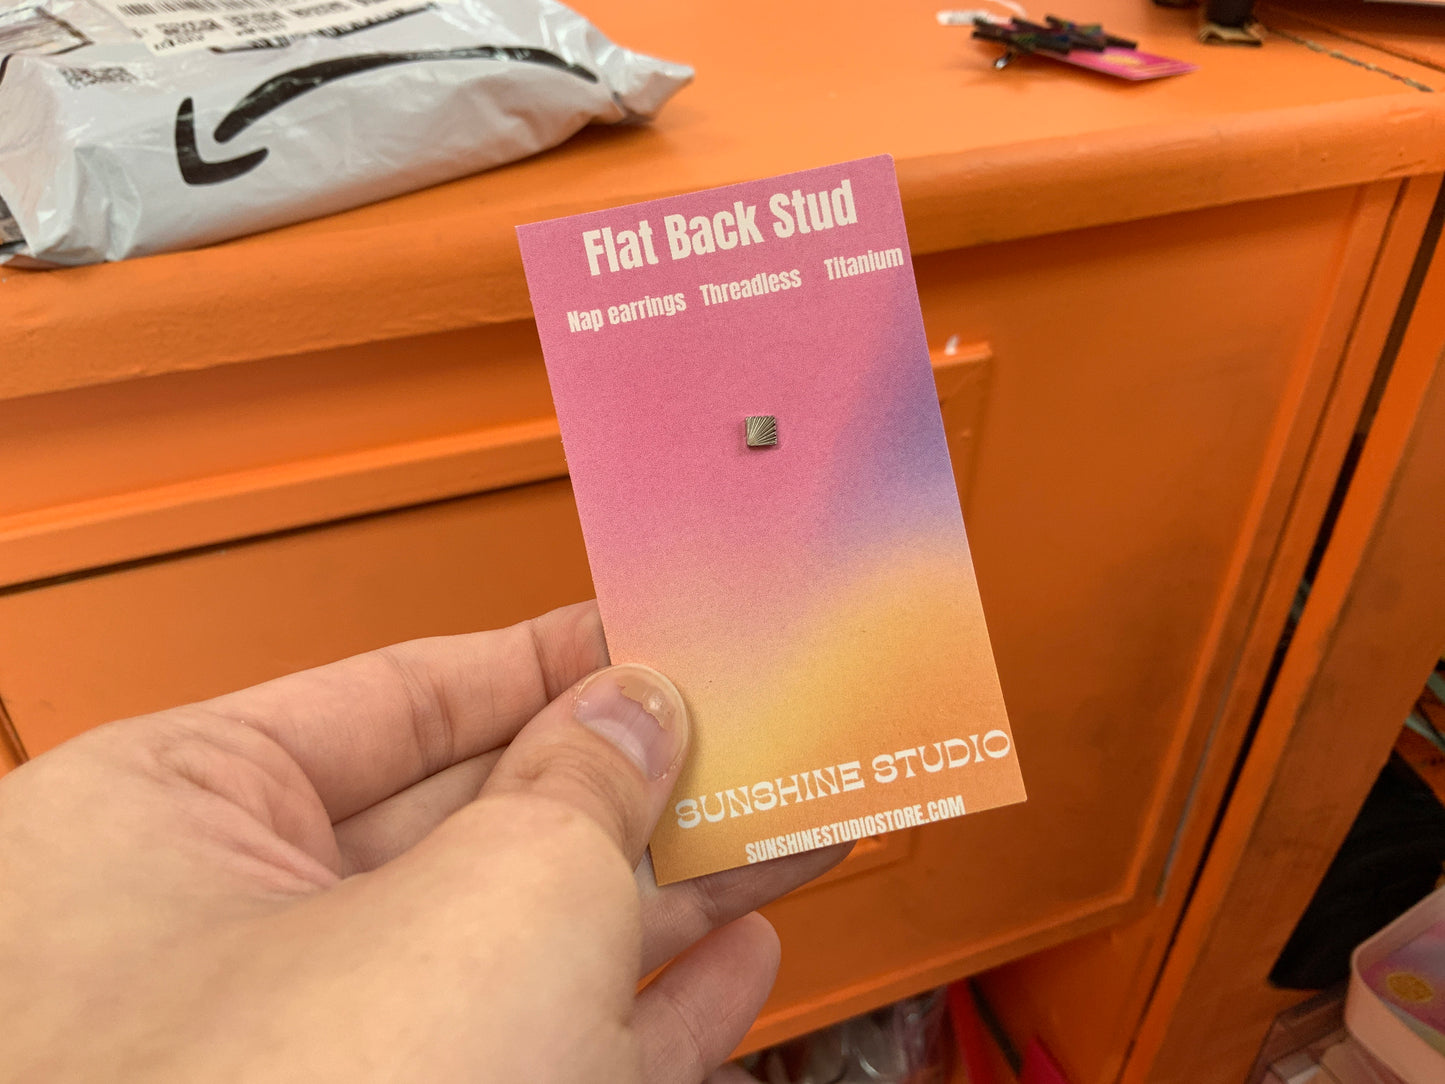 Flat Back Stud
Nap earrings Threadless Titanium
SUNSHINE STUDIO
SUNSHINESTUDIOSTORE.COM